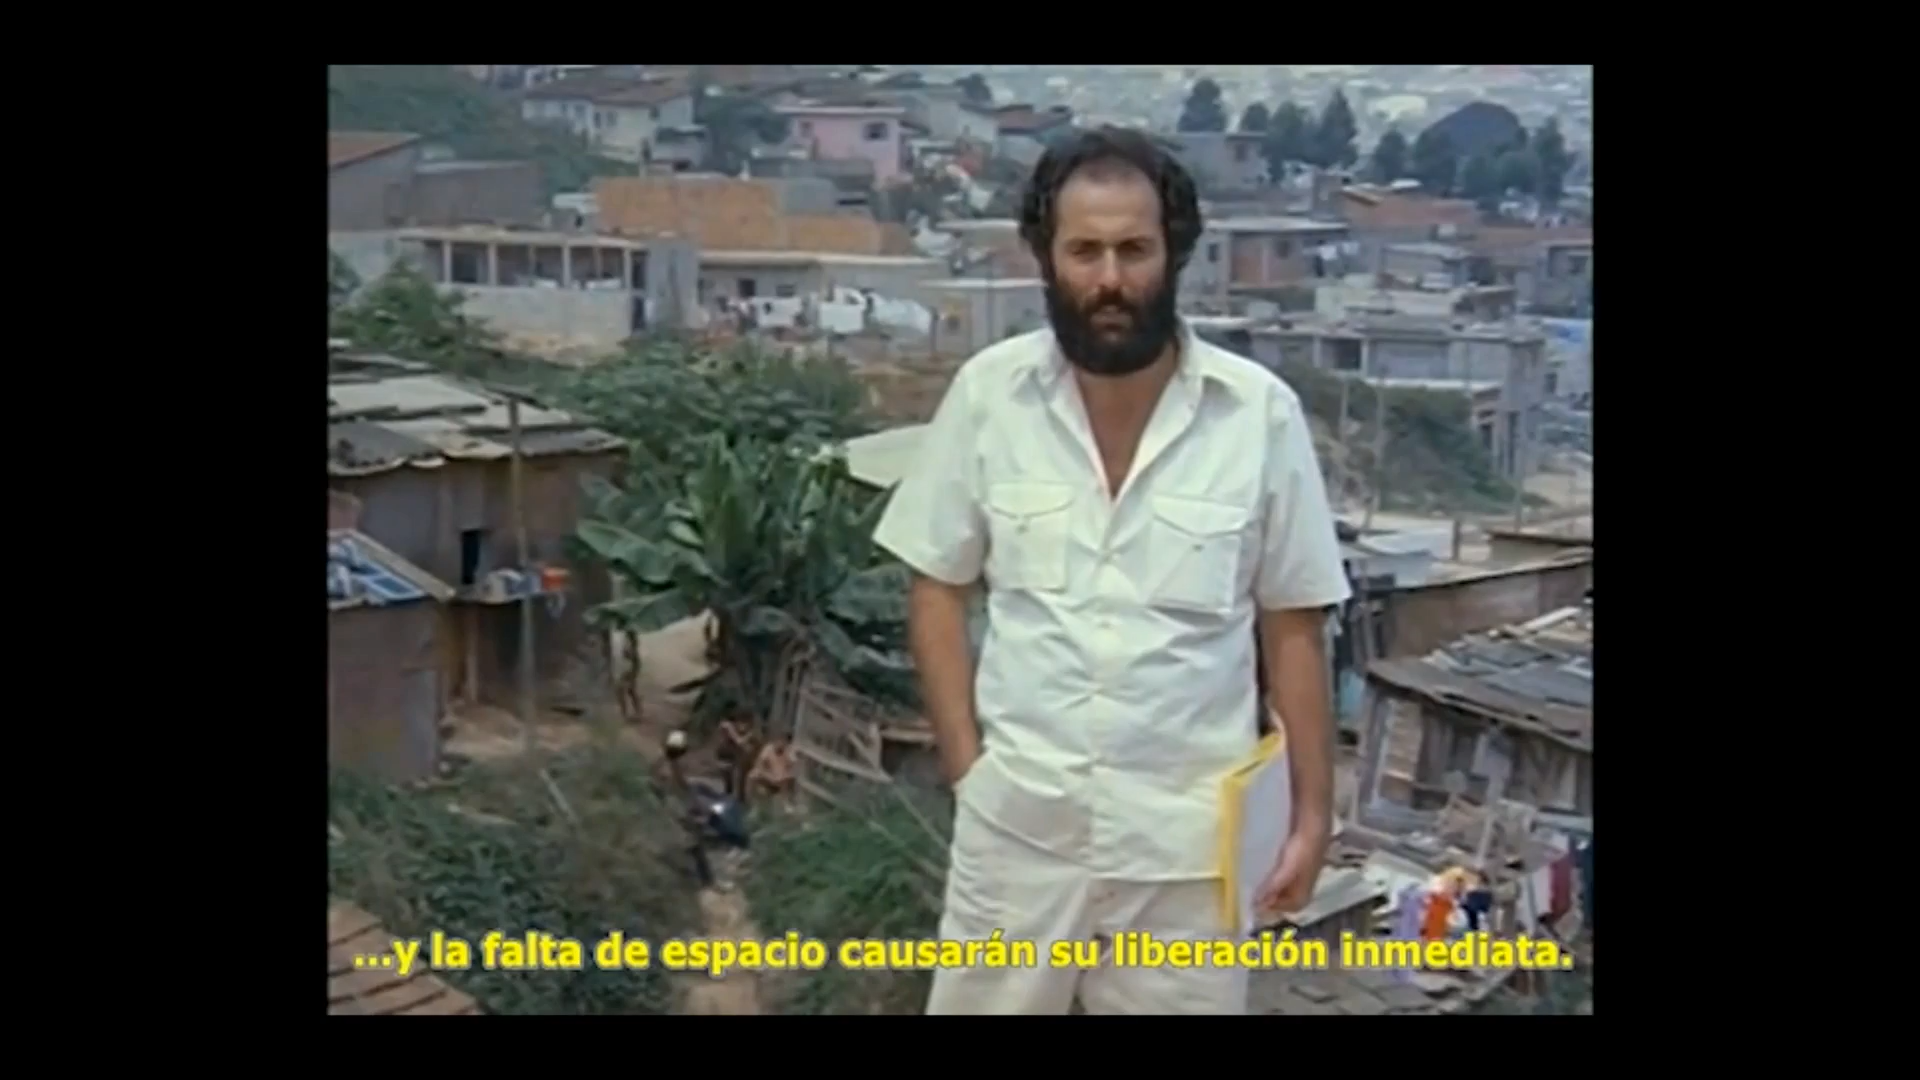 ...y la falta de espacio causarán su liberación inmediata.